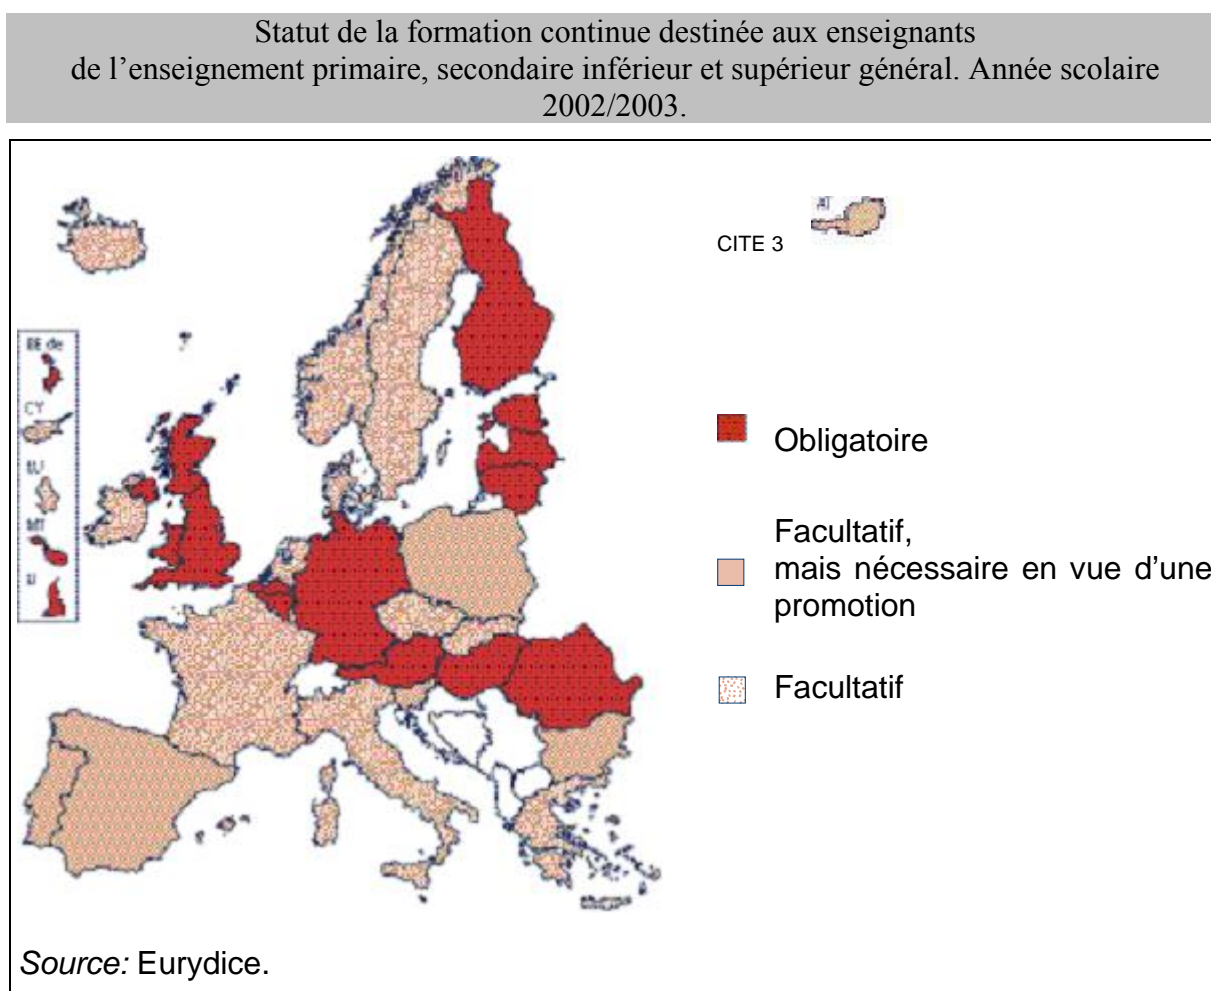 Statut de la formation continue destinée aux enseignants
de l’enseignement primaire, secondaire inférieur et supérieur général. Année scolaire
2002/2003.
AT
CITE 3
BE de
CY
LU
MT
LI
Obligatoire
Facultatif,
mais nécessaire en vue d’une
promotion
Facultatif
Source: Eurydice.